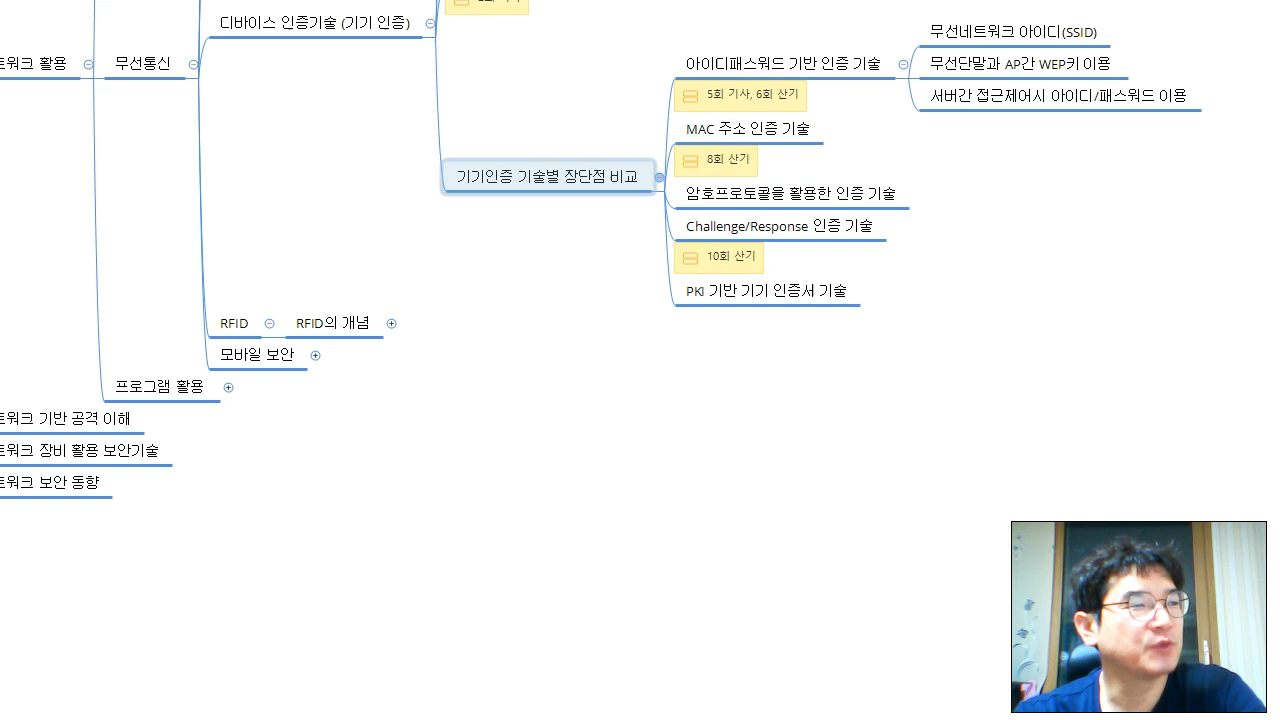 디바이스 인증기술 (기기 인증)
무선네트워크 아이디(SSID)
트워크 활용
무선통신
아이디패스워드 기반 인증 기술
무선단말과 AP간 WEP키 이용
5회 기사, 6회 산기
서버간 접근제어시 아이디/패스워드 이용
MAC 주소 인증 기술
8회 산기
기기인증 기술별 장단점 비교
암호프로토콜을 활용한 인증 기술
Challenge/Response 인증 기술
10회 산기
PKI 기반 기기 인증서 기술
RFID
RFID의 개념
모바일 보안
프로그램 활용
트워크 기반 공격 이해
트워크 장비 활용 보안기술
트워크 보안 동향